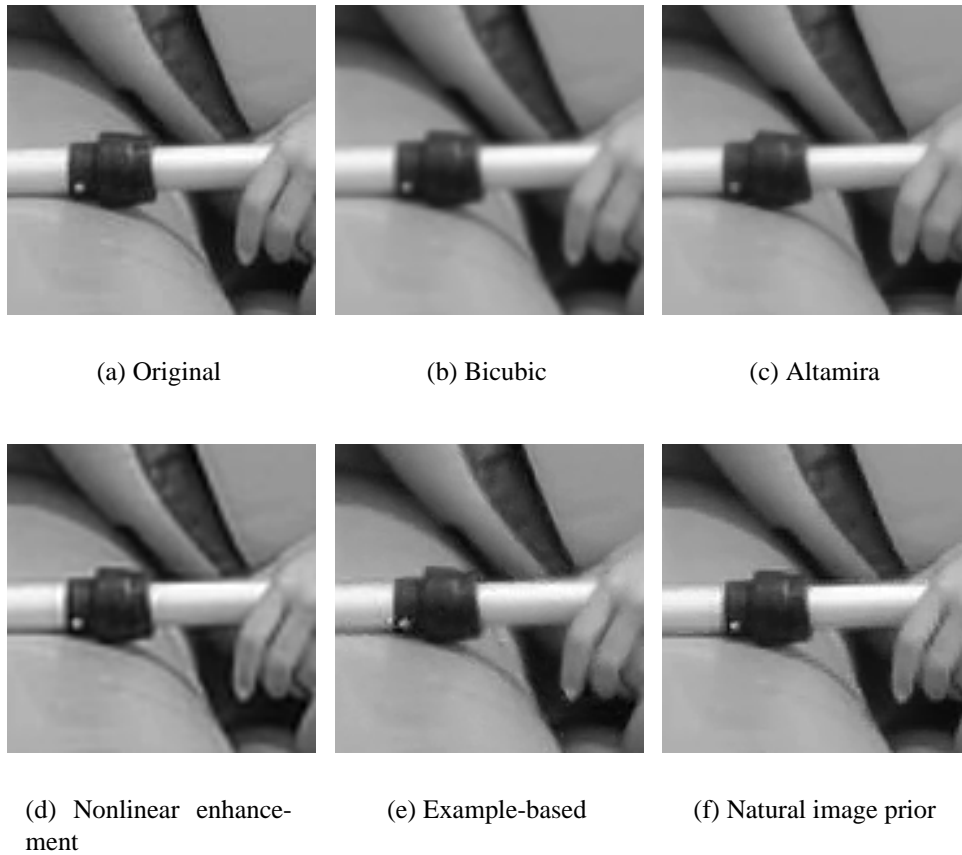 (a) Original
(b) Bicubic
(c) Altamira
(d) Nonlinear enhance-
ment
(e) Example-based
(f) Natural image prior